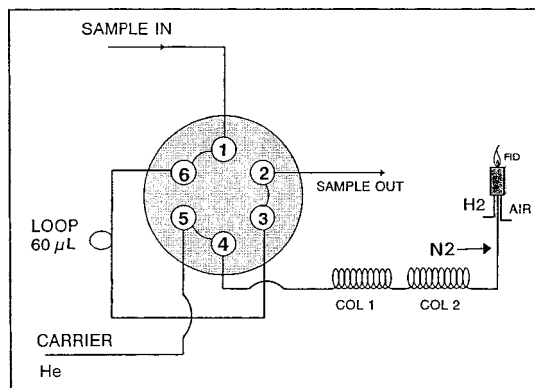 SAMPLE IN
1
6
2
FID
SAMPLE OUT
H2
AIR
LOOP
60 µL
5
3
4
N2
COL 1
COL 2
CARRIER
He